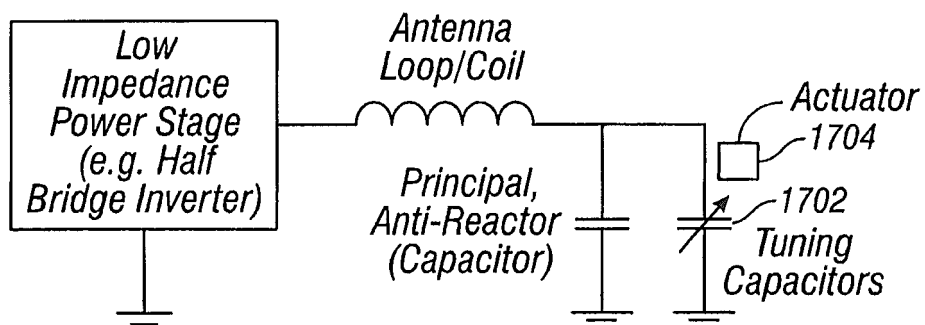 Low
Impedance
Power Stage
(e.g. Half
Bridge Inverter)
Antenna
Loop/Coil
Principal,
Anti-Reactor
(Capacitor)
Actuator
1704
1702
Tuning
Capacitors